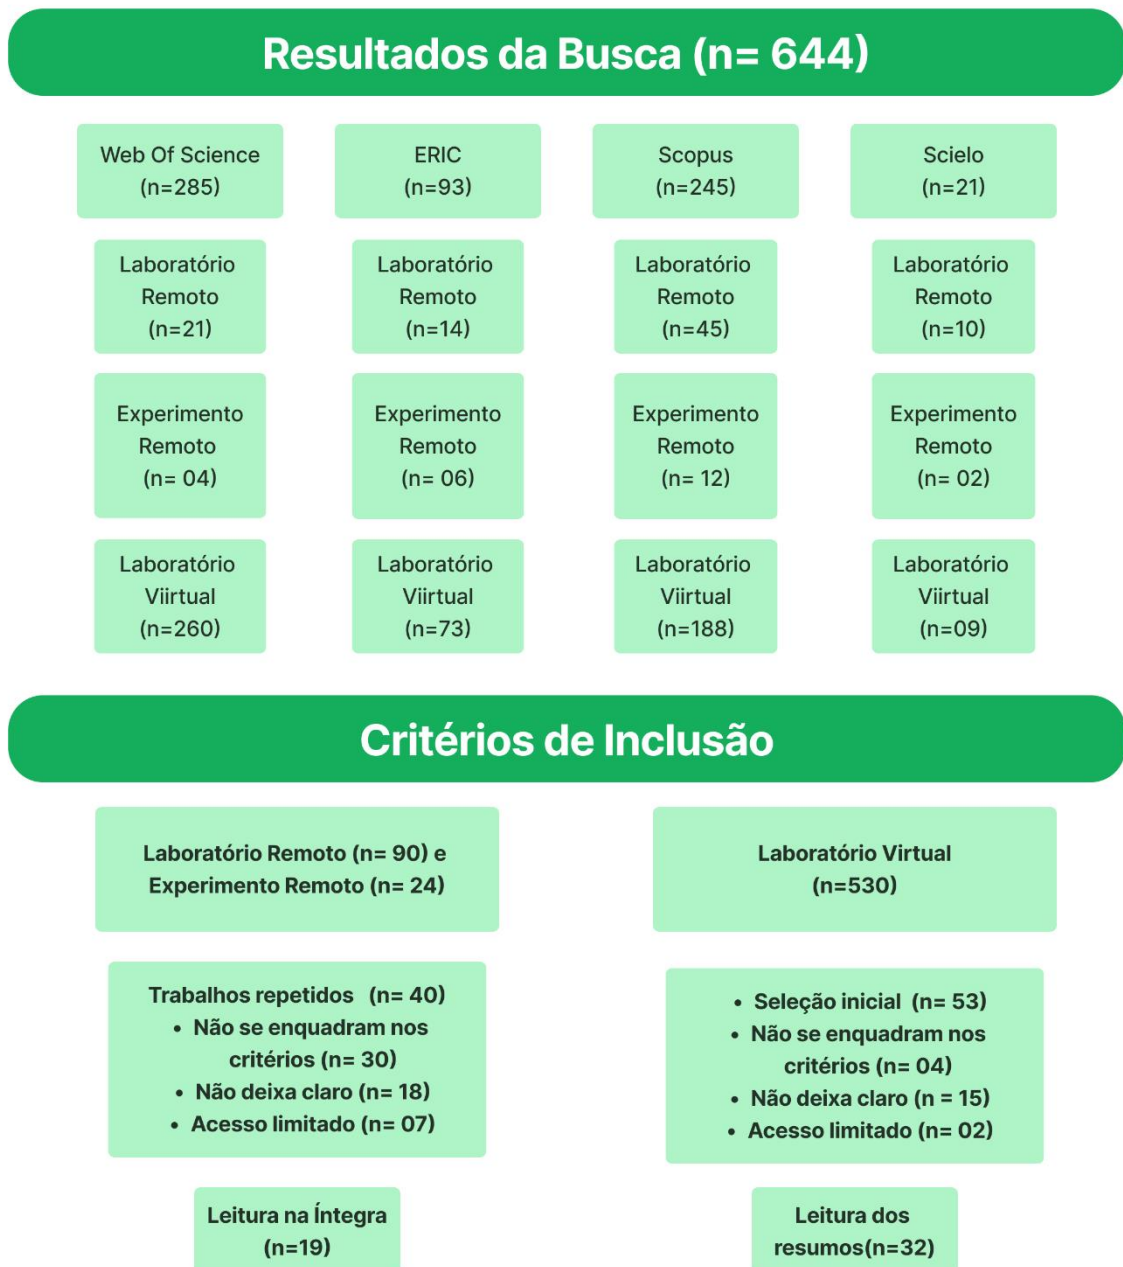 Resultados da Busca (n= 644)
Web Of Science
(n=285)
ERIC
(n=93)
Scopus
(n=245)
Scielo
(n=21)
Laboratório
Remoto
(n=21)
Laboratório
Remoto
(n=14)
Laboratório
Remoto
(n=45)
Laboratório
Remoto
(n=10)
Experimento
Remoto
(n= 04)
Experimento
Remoto
(n= 06)
Experimento
Remoto
(n= 12)
Experimento
Remoto
(n= 02)
Laboratório
Viirtual
(n=260)
Laboratório
Viirtual
(n=73)
Laboratório
Viirtual
(n=188)
Laboratório
Viirtual
(n=09)
Critérios de Inclusão
Laboratório Remoto (n= 90) e
Experimento Remoto (n= 24)
Laboratório Virtual
(n=530)
Trabalhos repetidos (n= 40)
• Não se enquadram nos
critérios (n= 30)
• Não deixa claro (n= 18)
• Acesso limitado (n= 07)
• Seleção inicial (n= 53)
• Não se enquadram nos
critérios (n= 04)
• Não deixa claro (n = 15)
• Acesso limitado (n= 02)
Leitura na Íntegra
(n=19)
Leitura dos
resumos(n=32)